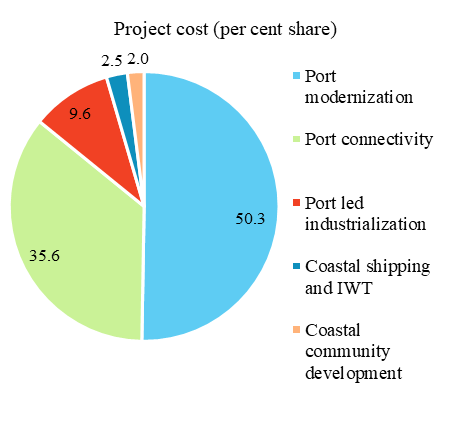 Project cost (per cent share)
2.5
2.0
9.6
50.3
35.6
Port
modernization
Port connectivity
Port led
industrialization
Coastal shipping
and IWT
Coastal
community
development